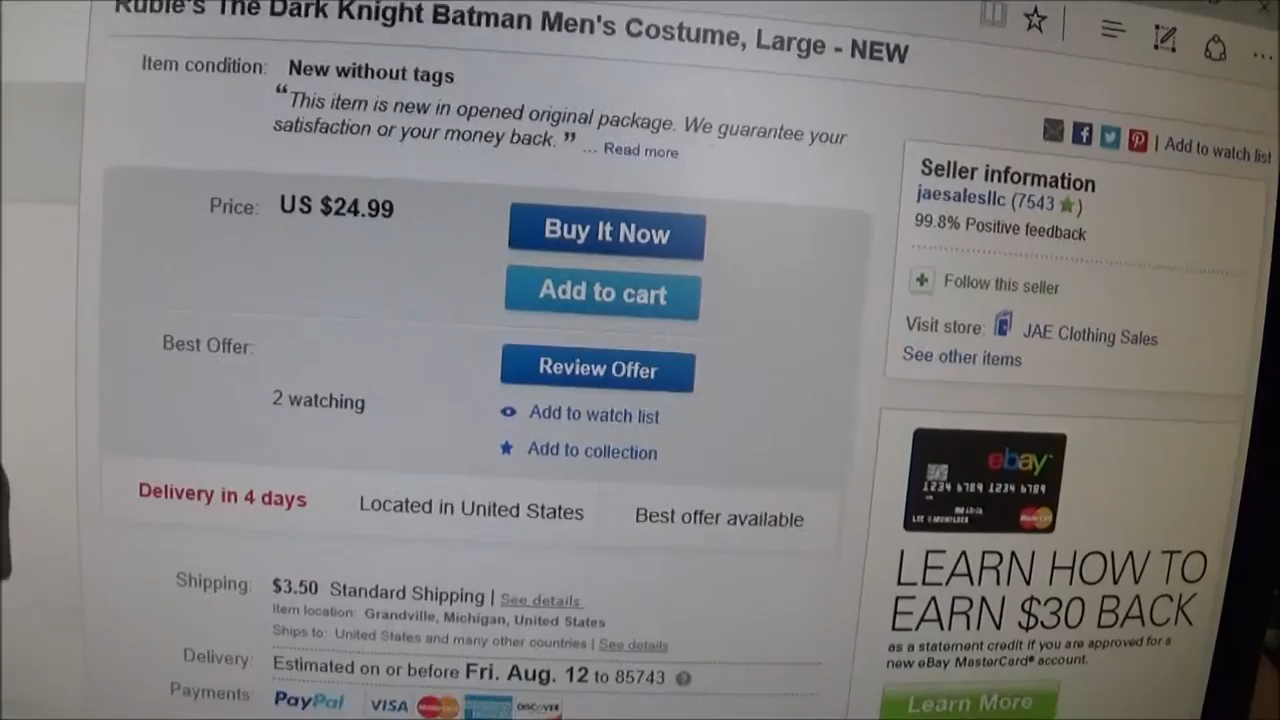 Rubie's The Dark Knight Batman Men's Costume, Large - NEW
Item condition: New without tags
“This item is new in opened original package. We guarantee your
satisfaction or your money back. ” ... Read more
| Add to watch list
Price: US $24.99
Buy It Now
Add to cart
Best Offer:
Review Offer
2 watching
Add to watch list
Add to collection
Delivery in 4 days
Located in United States
Best offer available
Shipping: $3.50 Standard Shipping | See details
Item location: Grandville, Michigan, United States
Ships to: United States and many other countries | See details
Delivery: Estimated on or before Fri. Aug. 12 to 85743
Payments: PayPal VISA MasterCard DISCOVER
Seller information
jaesalesllc (7543)
99.8% Positive feedback
Follow this seller
Visit store: JAE Clothing Sales
See other items
ebay
1234 6789 1234 6789
LEARN HOW TO
EARN $30 BACK
as a statement credit if you are approved for a
new eBay MasterCard® account.
Learn More